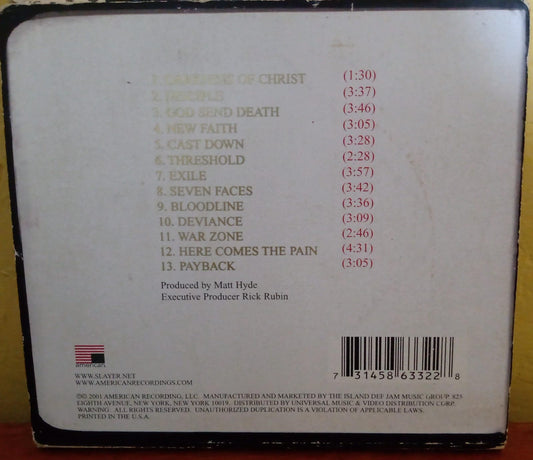 1. DARKNESS OF CHRIST (1:30)
2. DISCIPLE (3:37)
3. GOD SEND DEATH (3:46)
4. NEW FAITH (3:05)
5. CAST DOWN (3:28)
6. THRESHOLD (2:28)
7. EXILE (3:57)
8. SEVEN FACES (3:42)
9. BLOODLINE (3:36)
10. DEVIANCE (3:09)
11. WAR ZONE (2:46)
12. HERE COMES THE PAIN (4:31)
13. PAYBACK (3:05)
Produced by Matt Hyde
Executive Producer Rick Rubin
american
WWW.SLAYER.NET
WWW.AMERICANRECORDINGS.COM
7 31458 63322 8
©℗ 2001 AMERICAN RECORDING, LLC. MANUFACTURED AND MARKETED BY THE ISLAND DEF JAM MUSIC GROUP. 825
EIGHTH AVENUE, NEW YORK, NEW YORK 10019. DISTRIBUTED BY UNIVERSAL MUSIC & VIDEO DISTRIBUTION CORP.
WARNING ALL RIGHTS RESERVED. UNAUTHORIZED DUPLICATION IS A VIOLATION OF APPLICABLE LAWS.
PRINTED IN THE U.S.A.